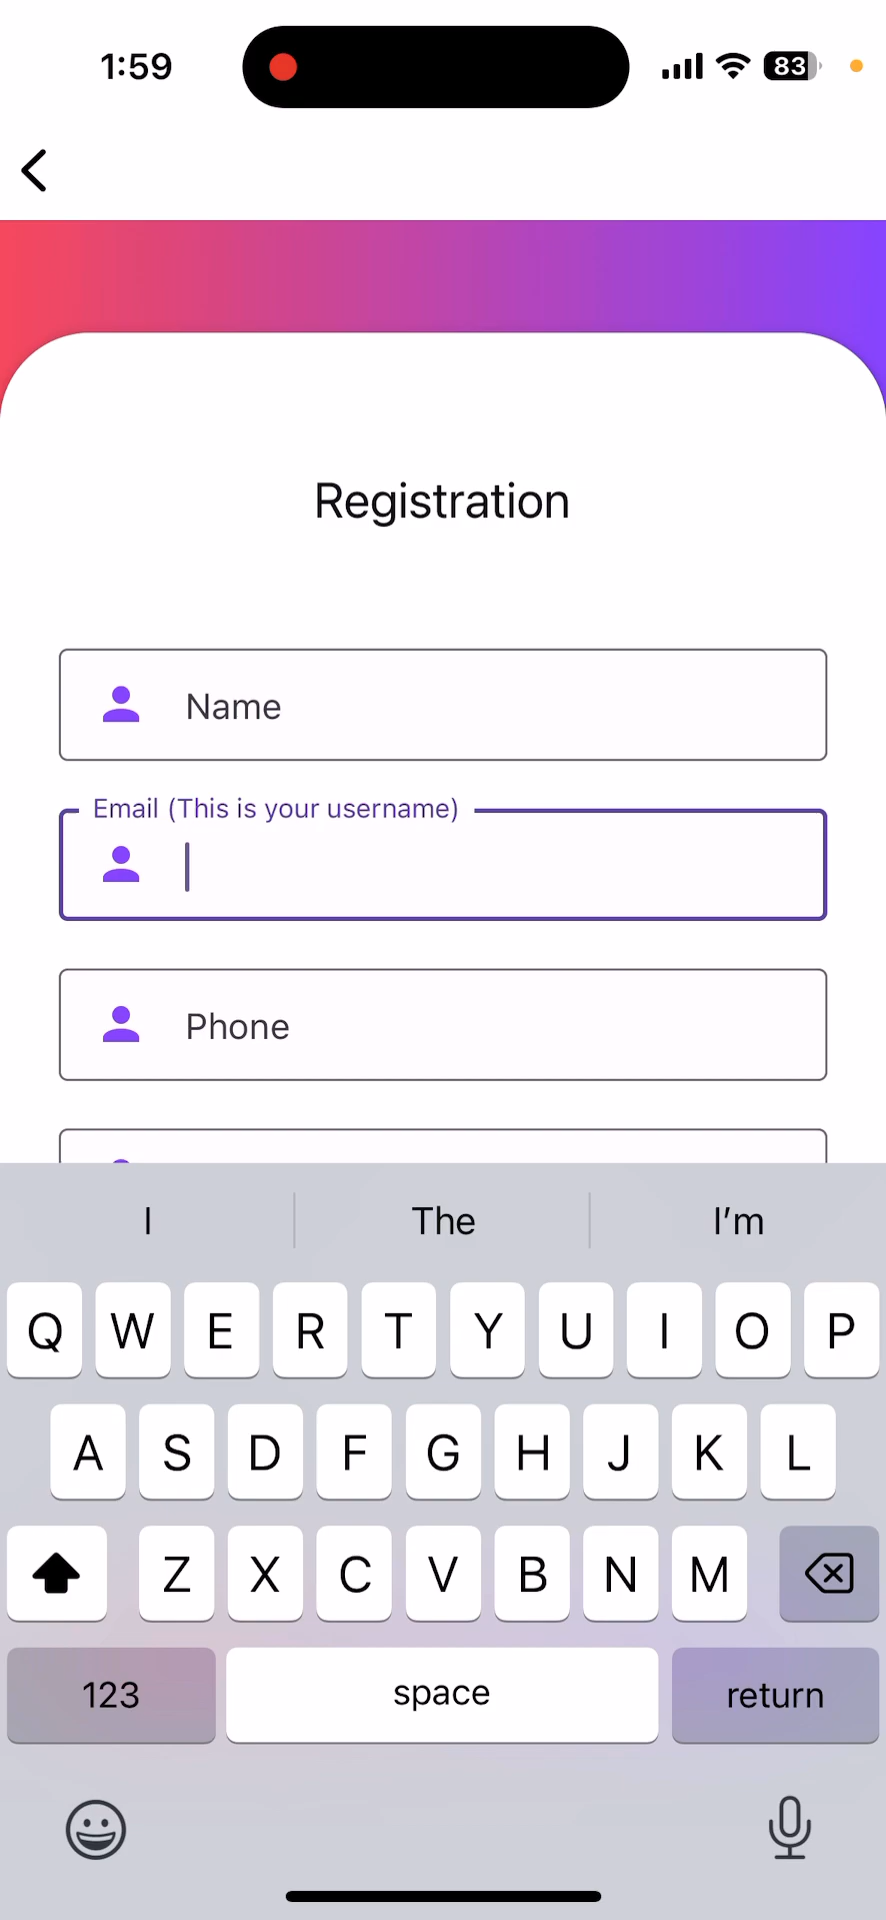 1:59
83
Registration
Name
Email (This is your username)
Phone
I The I'm
Q W E R T Y U I O P
A S D F G H J K L
Z X C V B N M
123 space return